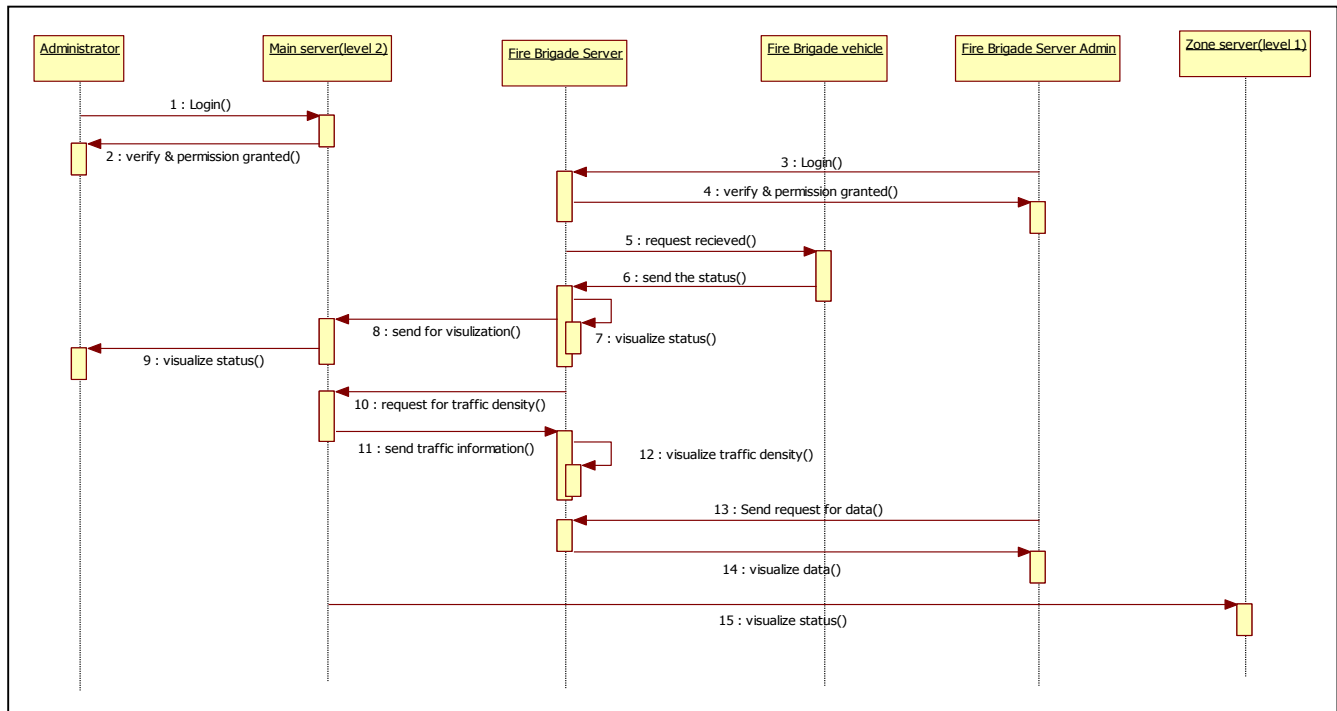 Administrator
Main server(level 2)
Fire Brigade Server
Fire Brigade vehicle
Fire Brigade Server Admin
Zone server(level 1)
1 : Login()
2 : verify & permission granted()
3 : Login()
4 : verify & permission granted()
5 : request recieved()
6 : send the status()
7 : visualize status()
8 : send for visulization()
9 : visualize status()
10 : request for traffic density()
11 : send traffic information()
12 : visualize traffic density()
13 : Send request for data()
14 : visualize data()
15 : visualize status()